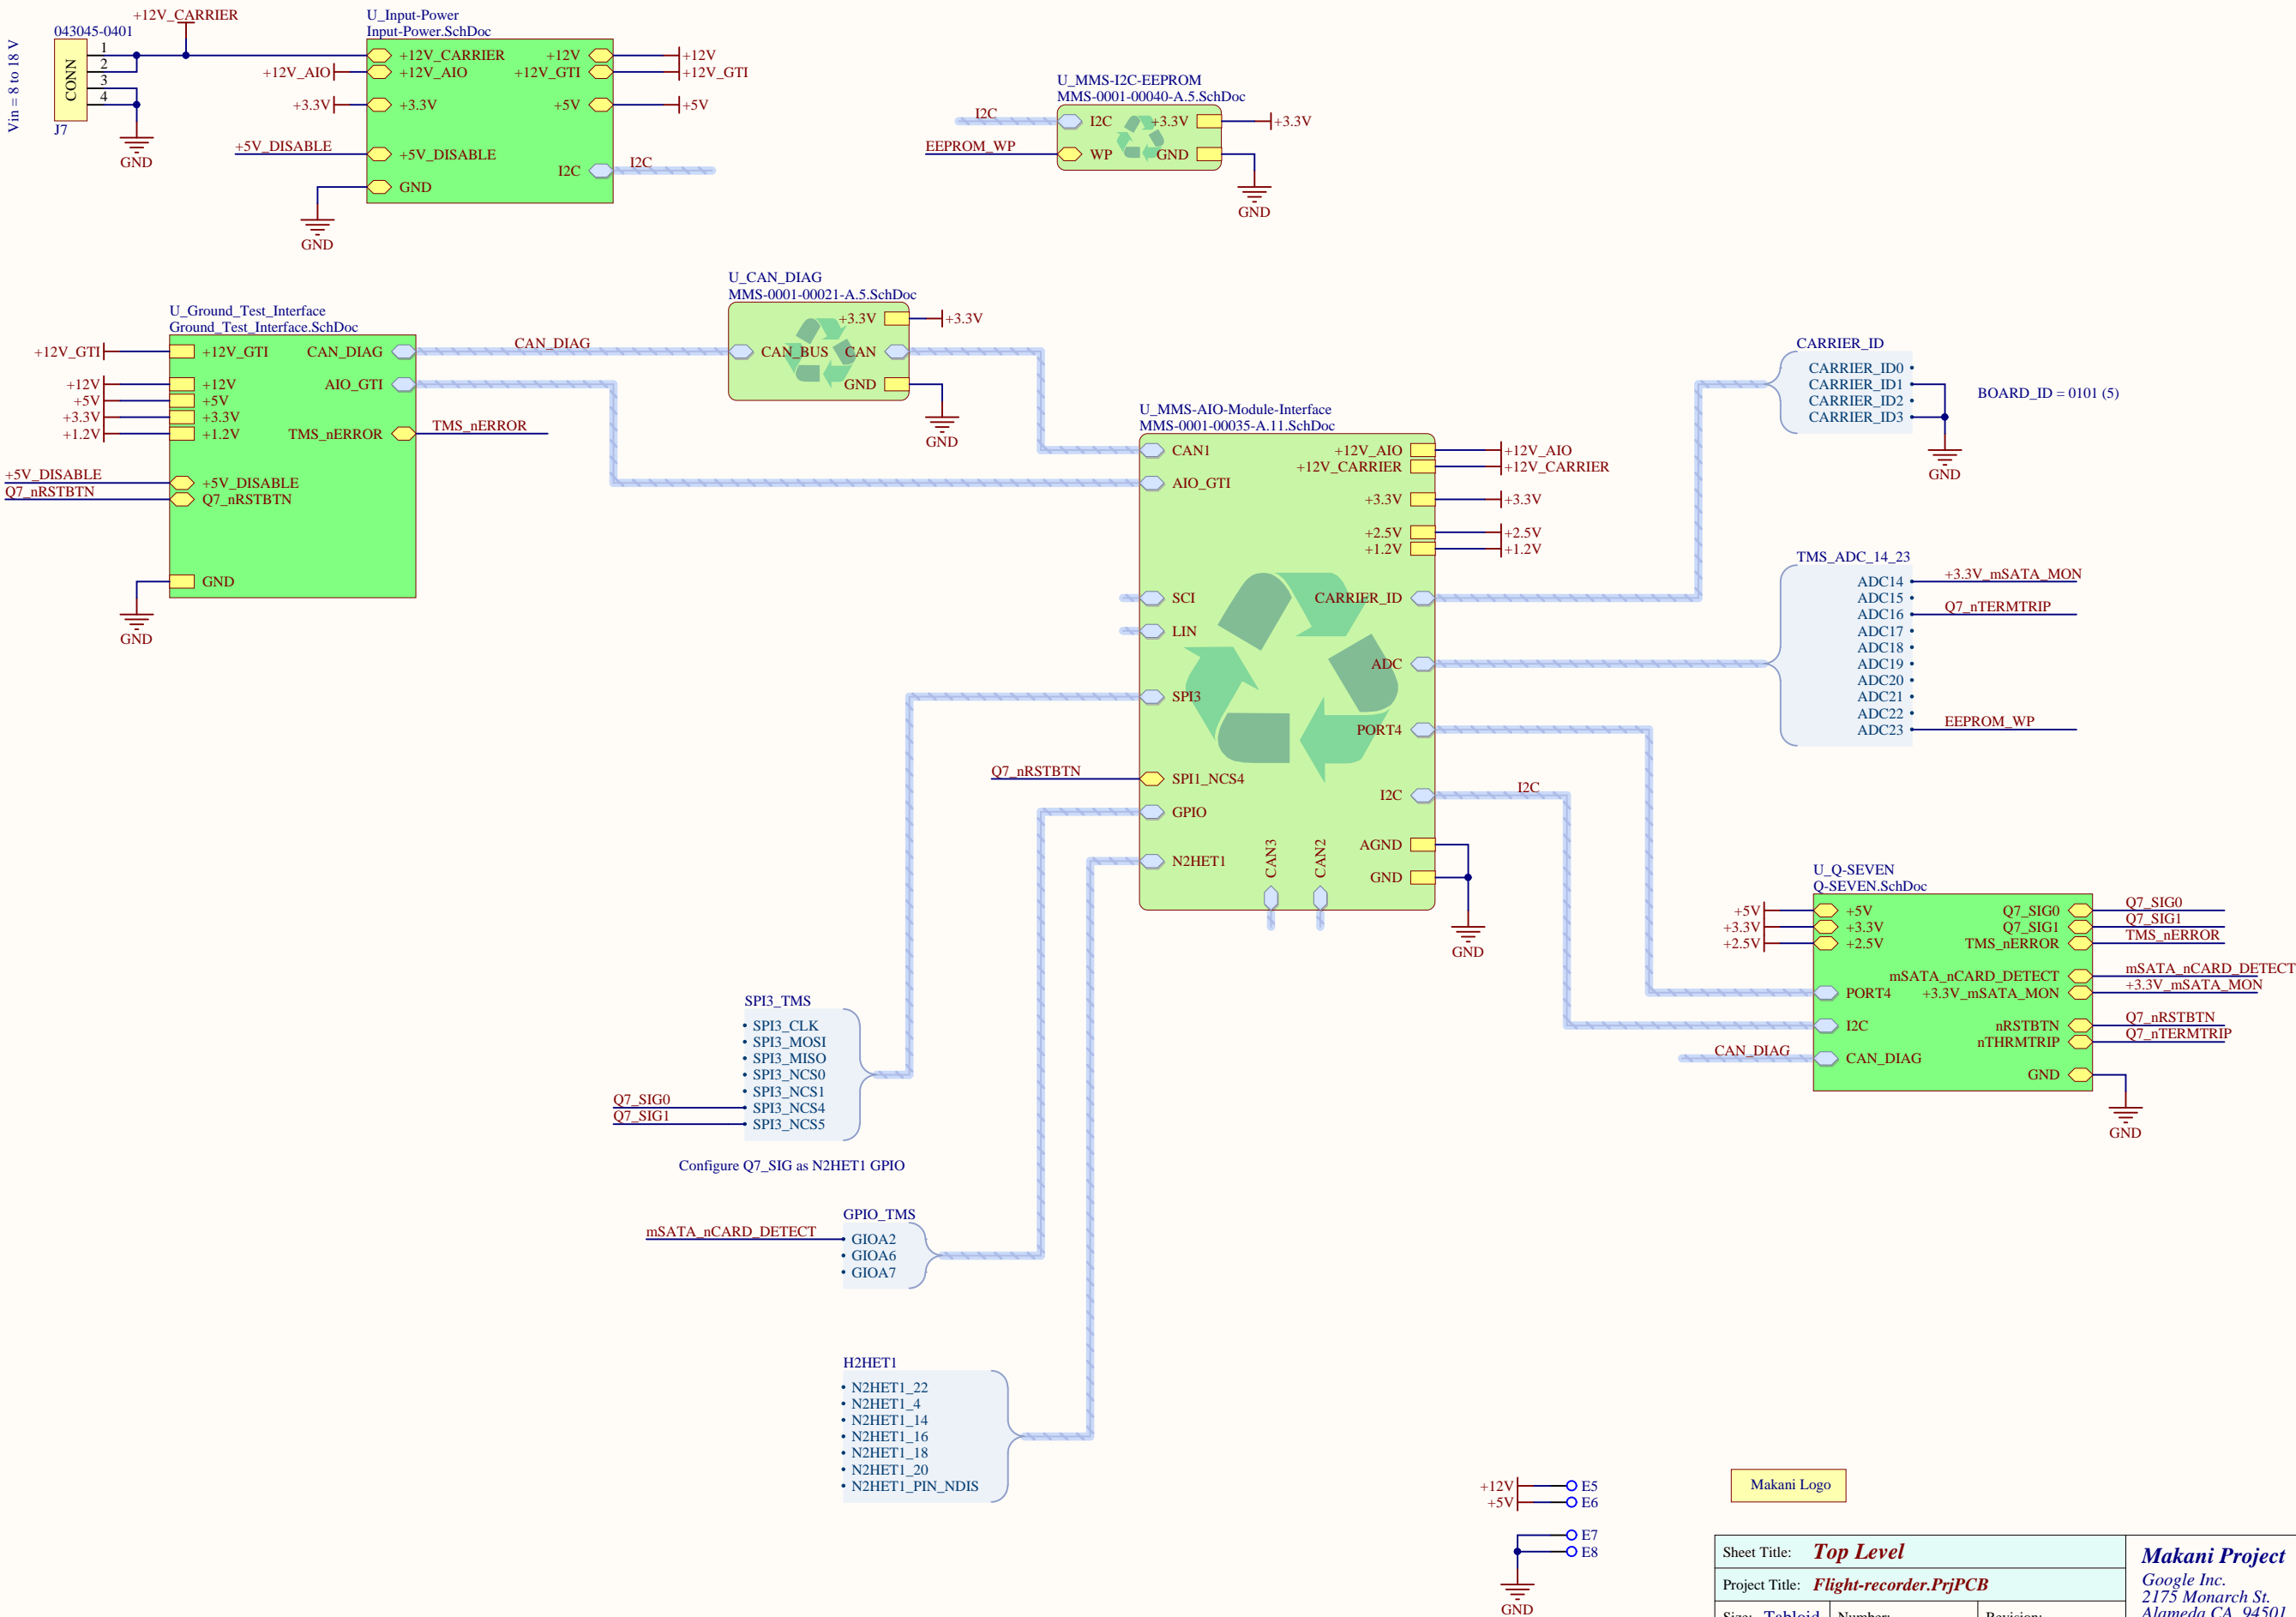 +12V_CARRIER
043045-0401
Vin = 8 to 18 V
CONN
1
2
3
4
J7
GND
U_Input-Power
Input-Power.SchDoc
+12V_CARRIER
+12V
+12V
+12V_AIO
+12V_AIO
+12V_GTI
+12V_GTI
+3.3V
+3.3V
+5V
+5V
+5V_DISABLE
+5V_DISABLE
I2C
I2C
GND
GND
U_MMS-I2C-EEPROM
MMS-0001-00040-A.5.SchDoc
I2C
I2C
+3.3V
+3.3V
EEPROM_WP
WP
GND
GND
U_Ground_Test_Interface
Ground_Test_Interface.SchDoc
+12V_GTI
+12V_GTI
CAN_DIAG
CAN_DIAG
+12V
+12V
AIO_GTI
+5V
+5V
+3.3V
+3.3V
+1.2V
+1.2V
TMS_nERROR
TMS_nERROR
+5V_DISABLE
+5V_DISABLE
Q7_nRSTBTN
Q7_nRSTBTN
GND
GND
U_CAN_DIAG
MMS-0001-00021-A.5.SchDoc
+3.3V
+3.3V
CAN_BUS
CAN
GND
GND
U_MMS-AIO-Module-Interface
MMS-0001-00035-A.11.SchDoc
CAN1
+12V_AIO
+12V_AIO
+12V_CARRIER
+12V_CARRIER
AIO_GTI
+3.3V
+3.3V
+2.5V
+2.5V
+1.2V
+1.2V
SCI
CARRIER_ID
LIN
ADC
SPI3
PORT4
Q7_nRSTBTN
SPI1_NCS4
I2C
I2C
GPIO
AGND
N2HET1
GND
CAN3
CAN2
GND
CARRIER_ID
CARRIER_ID0
CARRIER_ID1
CARRIER_ID2
CARRIER_ID3
BOARD_ID = 0101 (5)
GND
TMS_ADC_14_23
ADC14
+3.3V_mSATA_MON
ADC15
ADC16
Q7_nTERMTRIP
ADC17
ADC18
ADC19
ADC20
ADC21
ADC22
ADC23
EEPROM_WP
U_Q-SEVEN
Q-SEVEN.SchDoc
+5V
+5V
Q7_SIG0
Q7_SIG0
+3.3V
+3.3V
Q7_SIG1
Q7_SIG1
+2.5V
+2.5V
TMS_nERROR
TMS_nERROR
mSATA_nCARD_DETECT
mSATA_nCARD_DETECT
PORT4
+3.3V_mSATA_MON
+3.3V_mSATA_MON
I2C
nRSTBTN
Q7_nRSTBTN
nTHRMTRIP
Q7_nTERMTRIP
CAN_DIAG
CAN_DIAG
GND
GND
SPI3_TMS
SPI3_CLK
SPI3_MOSI
SPI3_MISO
SPI3_NCS0
SPI3_NCS1
Q7_SIG0
SPI3_NCS4
Q7_SIG1
SPI3_NCS5
Configure Q7_SIG as N2HET1 GPIO
GPIO_TMS
mSATA_nCARD_DETECT
GIOA2
GIOA6
GIOA7
H2HET1
N2HET1_22
N2HET1_4
N2HET1_14
N2HET1_16
N2HET1_18
N2HET1_20
N2HET1_PIN_NDIS
+12V
E5
+5V
E6
E7
E8
GND
Makani Logo
Sheet Title: Top Level
Project Title: Flight-recorder.PrjPCB
Size: Tabloid
Number:
Revision:
Makani Project
Google Inc.
2175 Monarch St.
Alameda CA, 94501